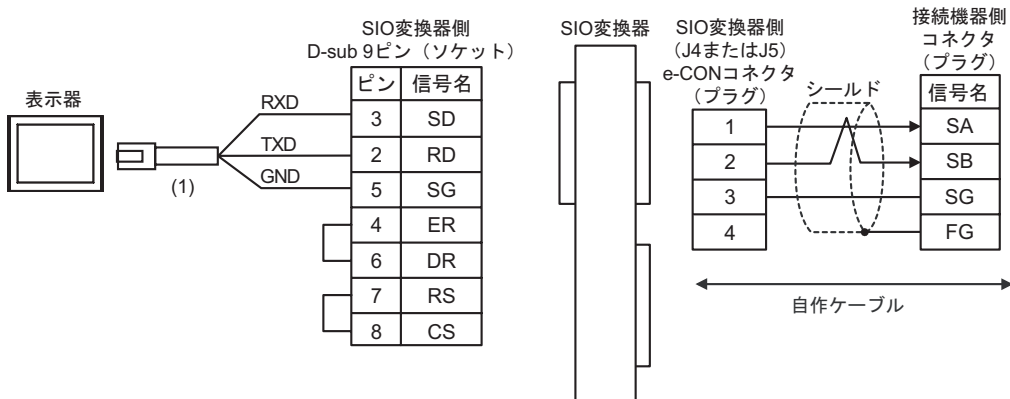 表示器
(1)
RXD
TXD
GND
SIO変換器側
D-sub 9ピン（ソケット）
ピン 信号名
3 SD
2 RD
5 SG
4 ER
6 DR
7 RS
8 CS
SIO変換器
SIO変換器側
（J4またはJ5）
e-CONコネクタ
（プラグ）
1
2
3
4
シールド
接続機器側
コネクタ
（プラグ）
信号名
SA
SB
SG
FG
自作ケーブル